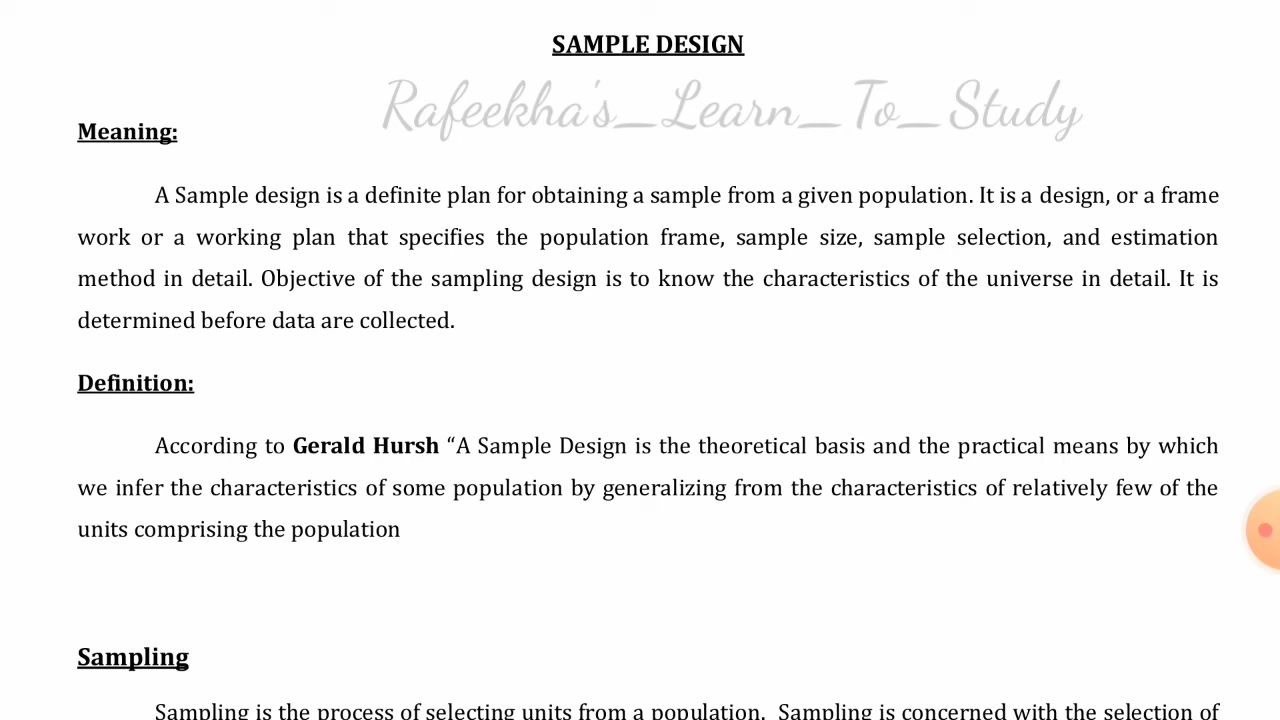 SAMPLE DESIGN
Rafeekha's_Learn_To_Study
Meaning:
A Sample design is a definite plan for obtaining a sample from a given population. It is a design, or a frame
work or a working plan that specifies the population frame, sample size, sample selection, and estimation
method in detail. Objective of the sampling design is to know the characteristics of the universe in detail. It is
determined before data are collected.
Definition:
According to Gerald Hursh “A Sample Design is the theoretical basis and the practical means by which
we infer the characteristics of some population by generalizing from the characteristics of relatively few of the
units comprising the population
Sampling
Sampling is the process of selecting units from a population. Sampling is concerned with the selection of